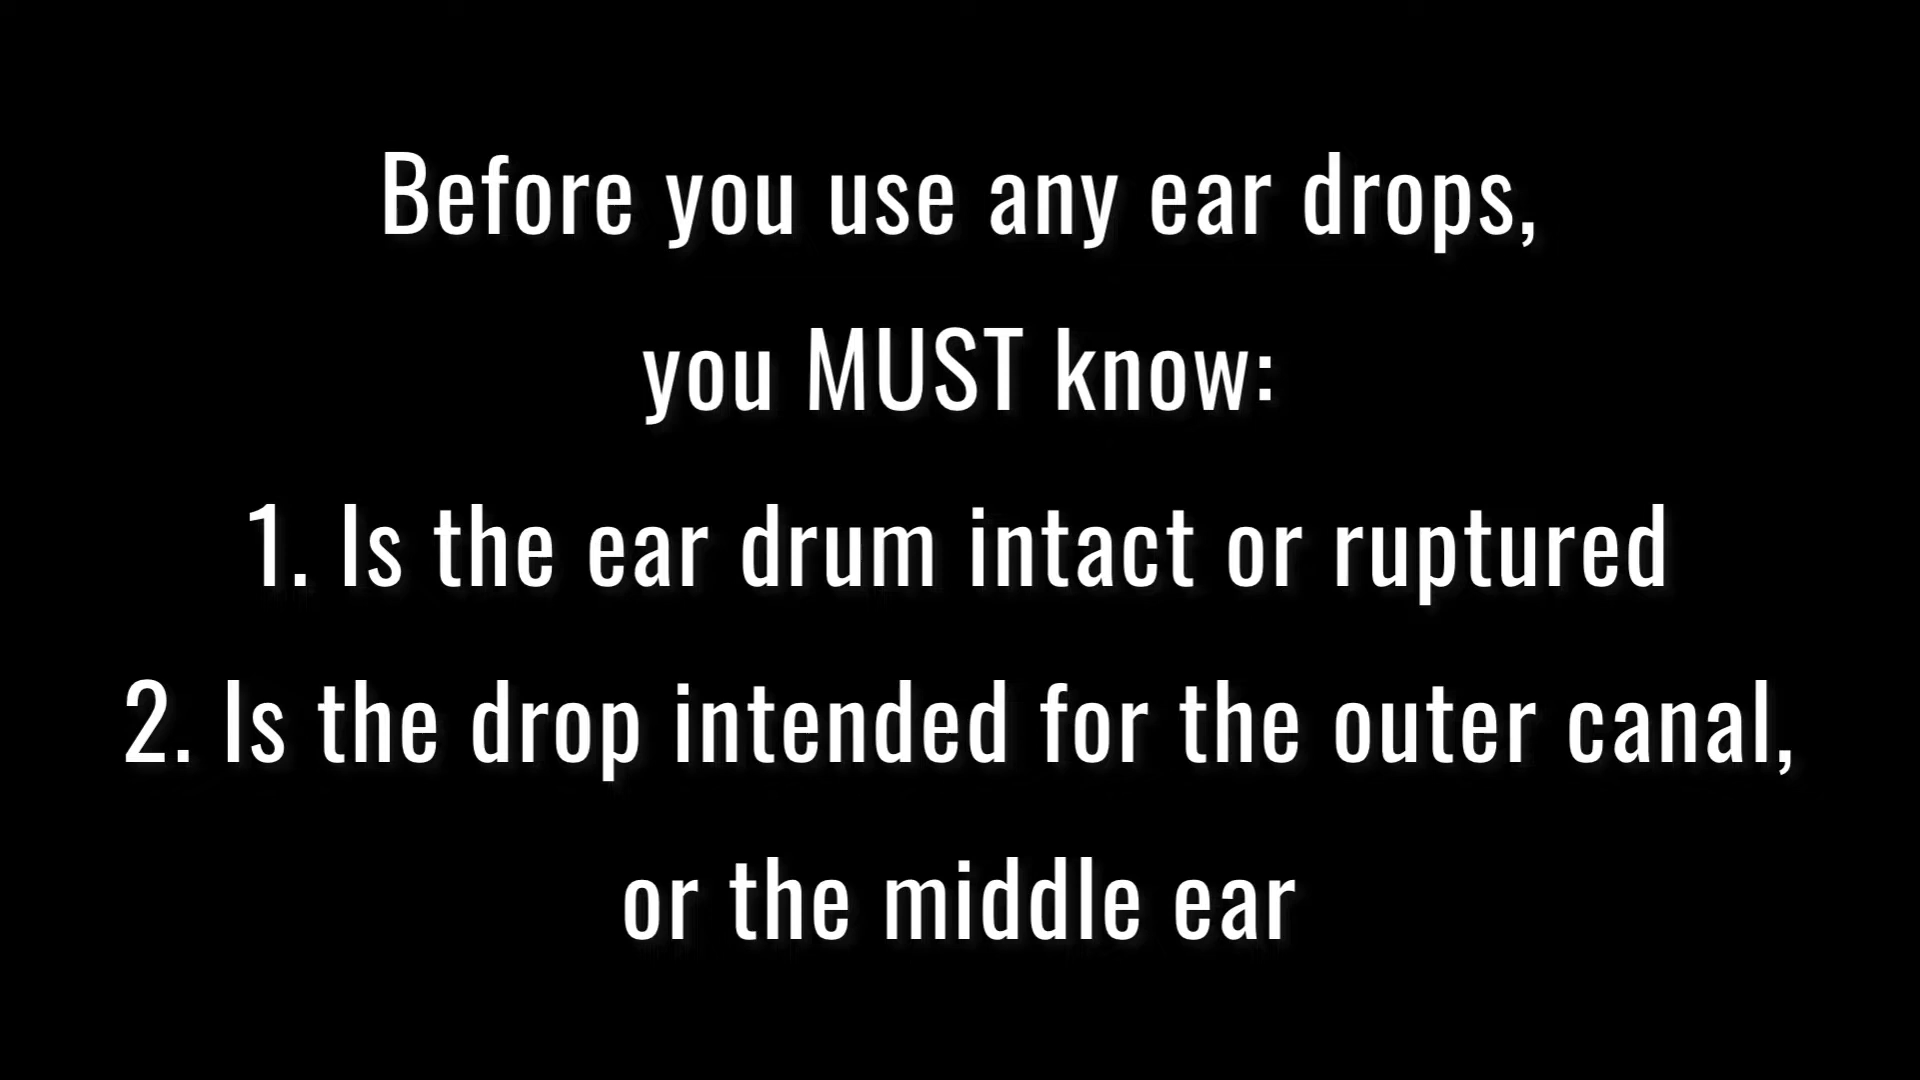 Before you use any ear drops,
you MUST know:
1. Is the ear drum intact or ruptured
2. Is the drop intended for the outer canal,
or the middle ear